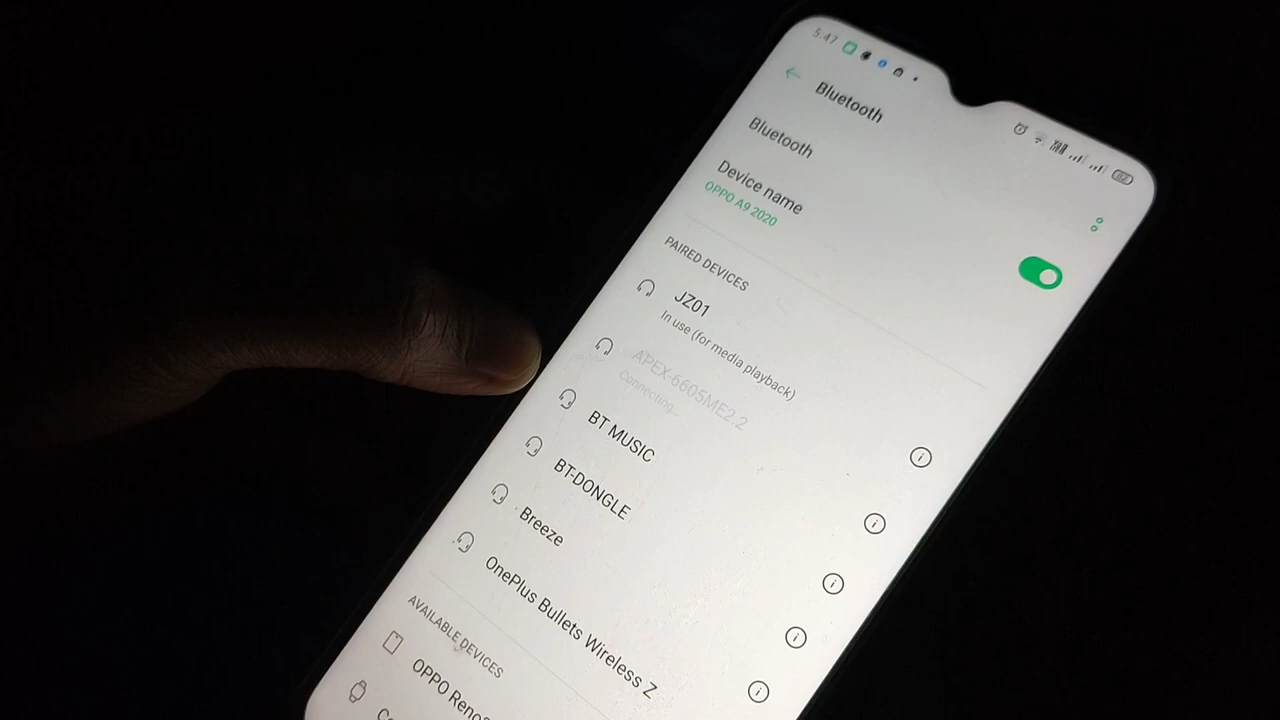 5:47
Bluetooth
Bluetooth
Device name
OPPO A9 2020
PAIRED DEVICES
JZ01
In use (for media playback)
APEX-6605ME2.2
Connecting...
BT MUSIC
BT-DONGLE
Breeze
OnePlus Bullets Wireless Z
AVAILABLE DEVICES
OPPO